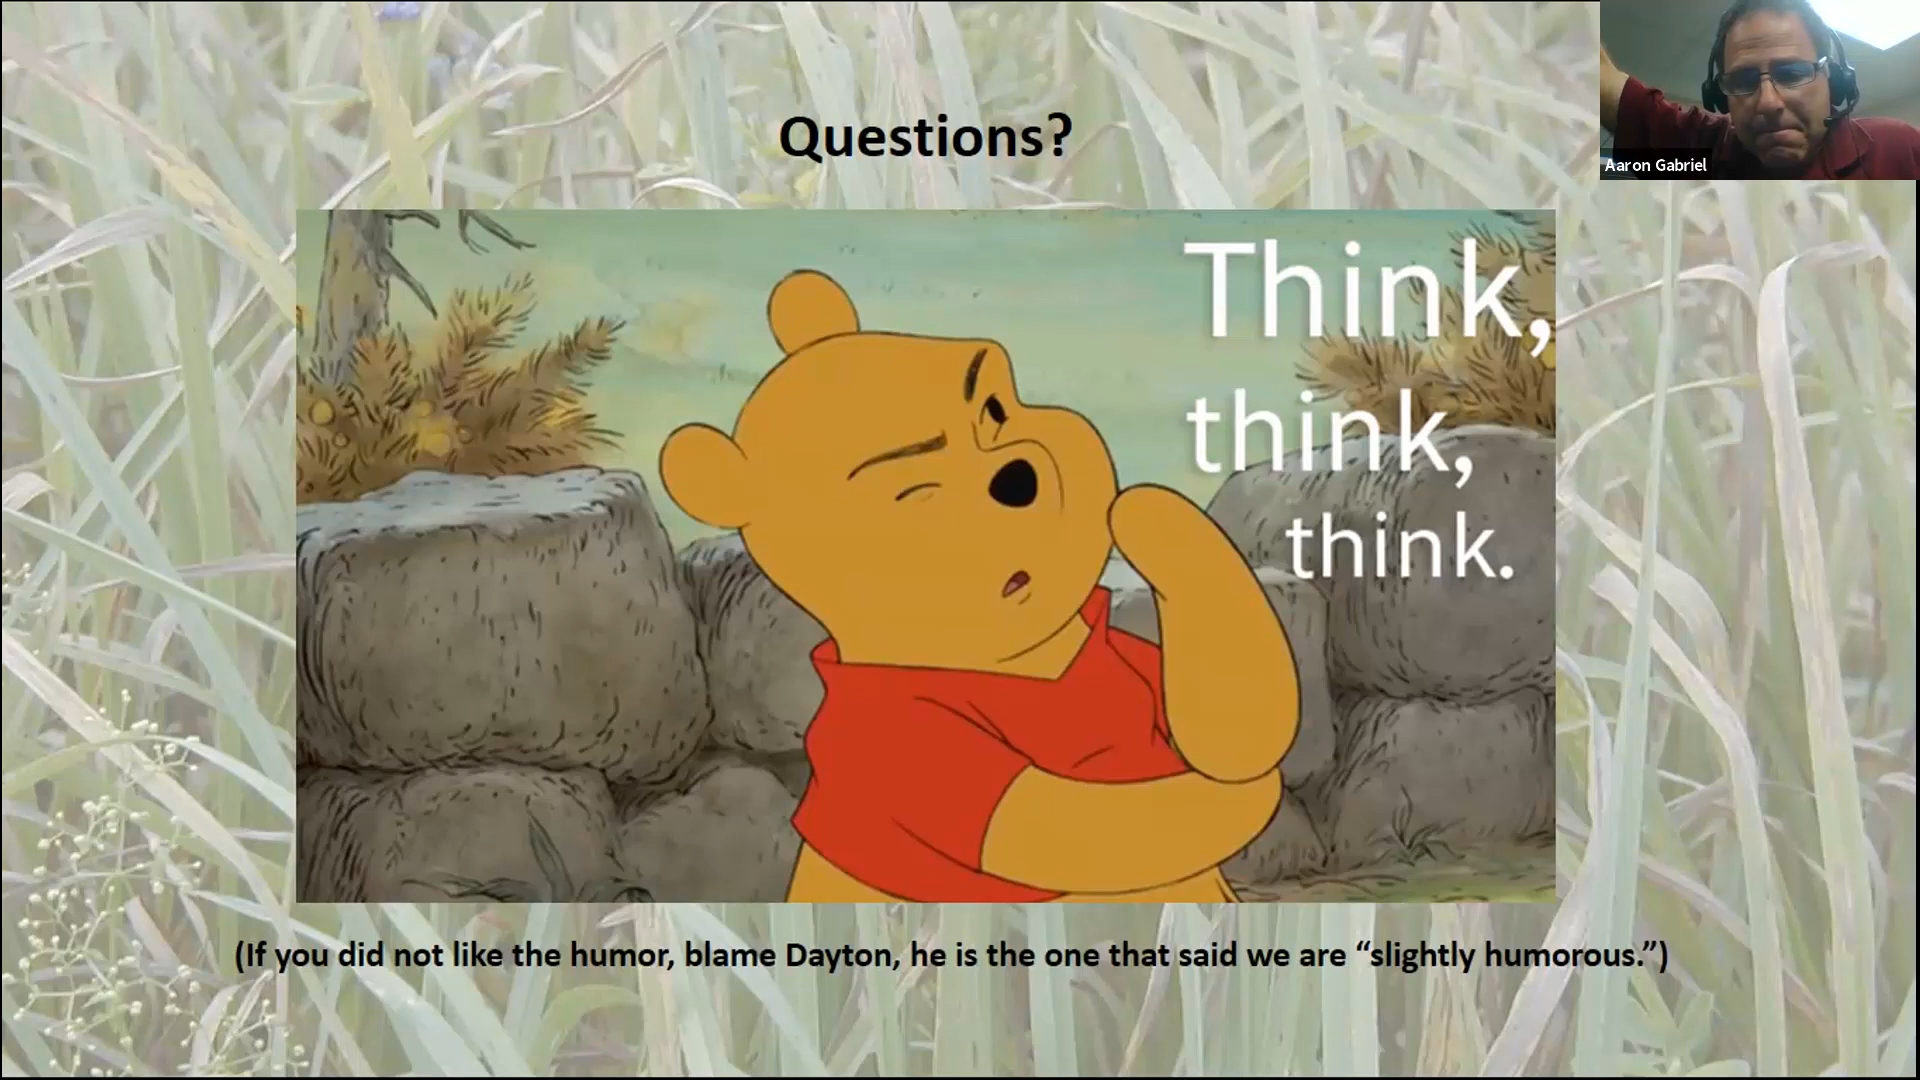 Questions?
Aaron Gabriel
Think,
think,
think.
(If you did not like the humor, blame Dayton, he is the one that said we are “slightly humorous.”)